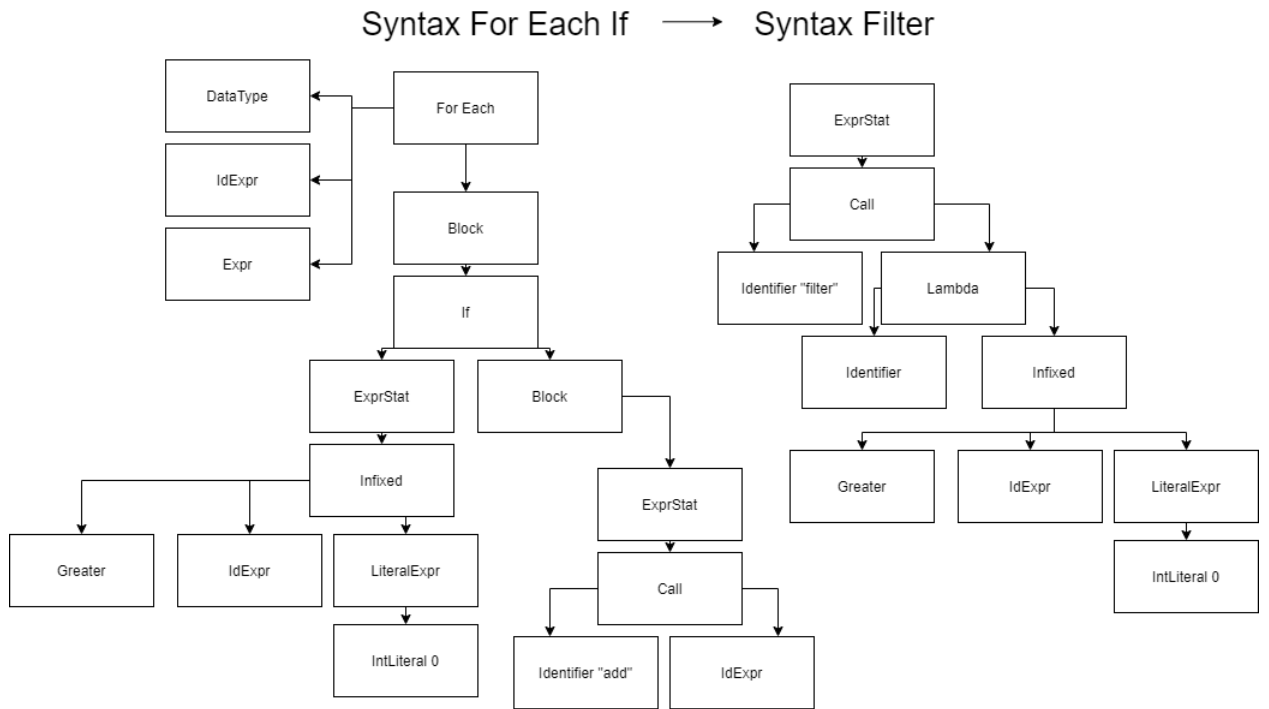 Syntax For Each If
Syntax Filter
DataType
For Each
IdExpr
Block
Expr
If
ExprStat
Block
Infixed
Greater
IdExpr
LiteralExpr
IntLiteral 0
ExprStat
Call
Identifier "add"
IdExpr
ExprStat
Call
Identifier "filter"
Lambda
Identifier
Infixed
Greater
IdExpr
LiteralExpr
IntLiteral 0